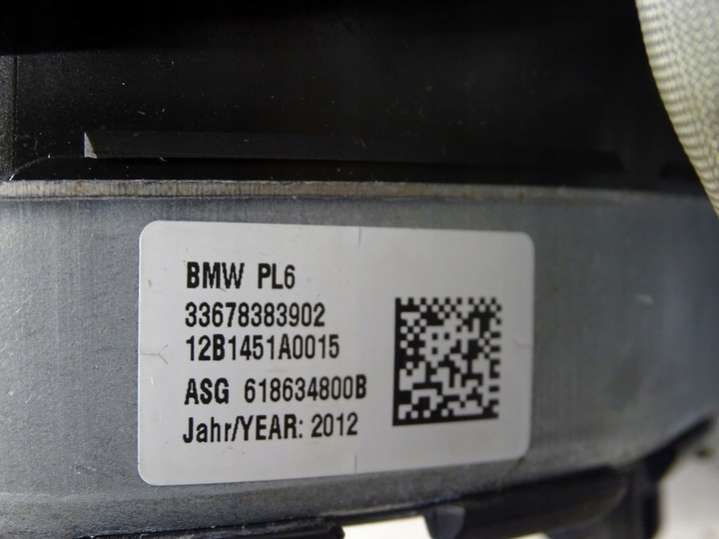 BMW PL6
33678383902
12B1451A0015
ASG 618634800B
Jahr/YEAR: 2012